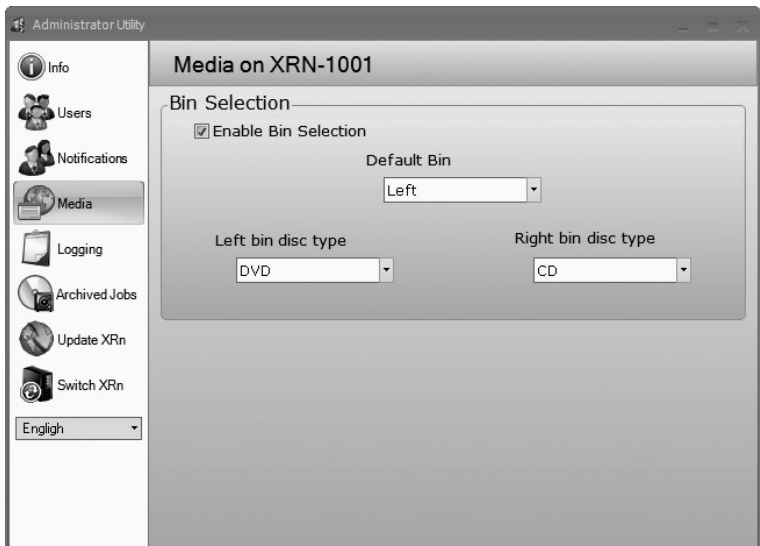 Administrator Utility
Info
Users
Notifications
Media
Logging
Archived Jobs
Update XRn
Switch XRn
Engligh
Media on XRN-1001
Bin Selection
Enable Bin Selection
Default Bin
Left
Left bin disc type
Right bin disc type
DVD
CD